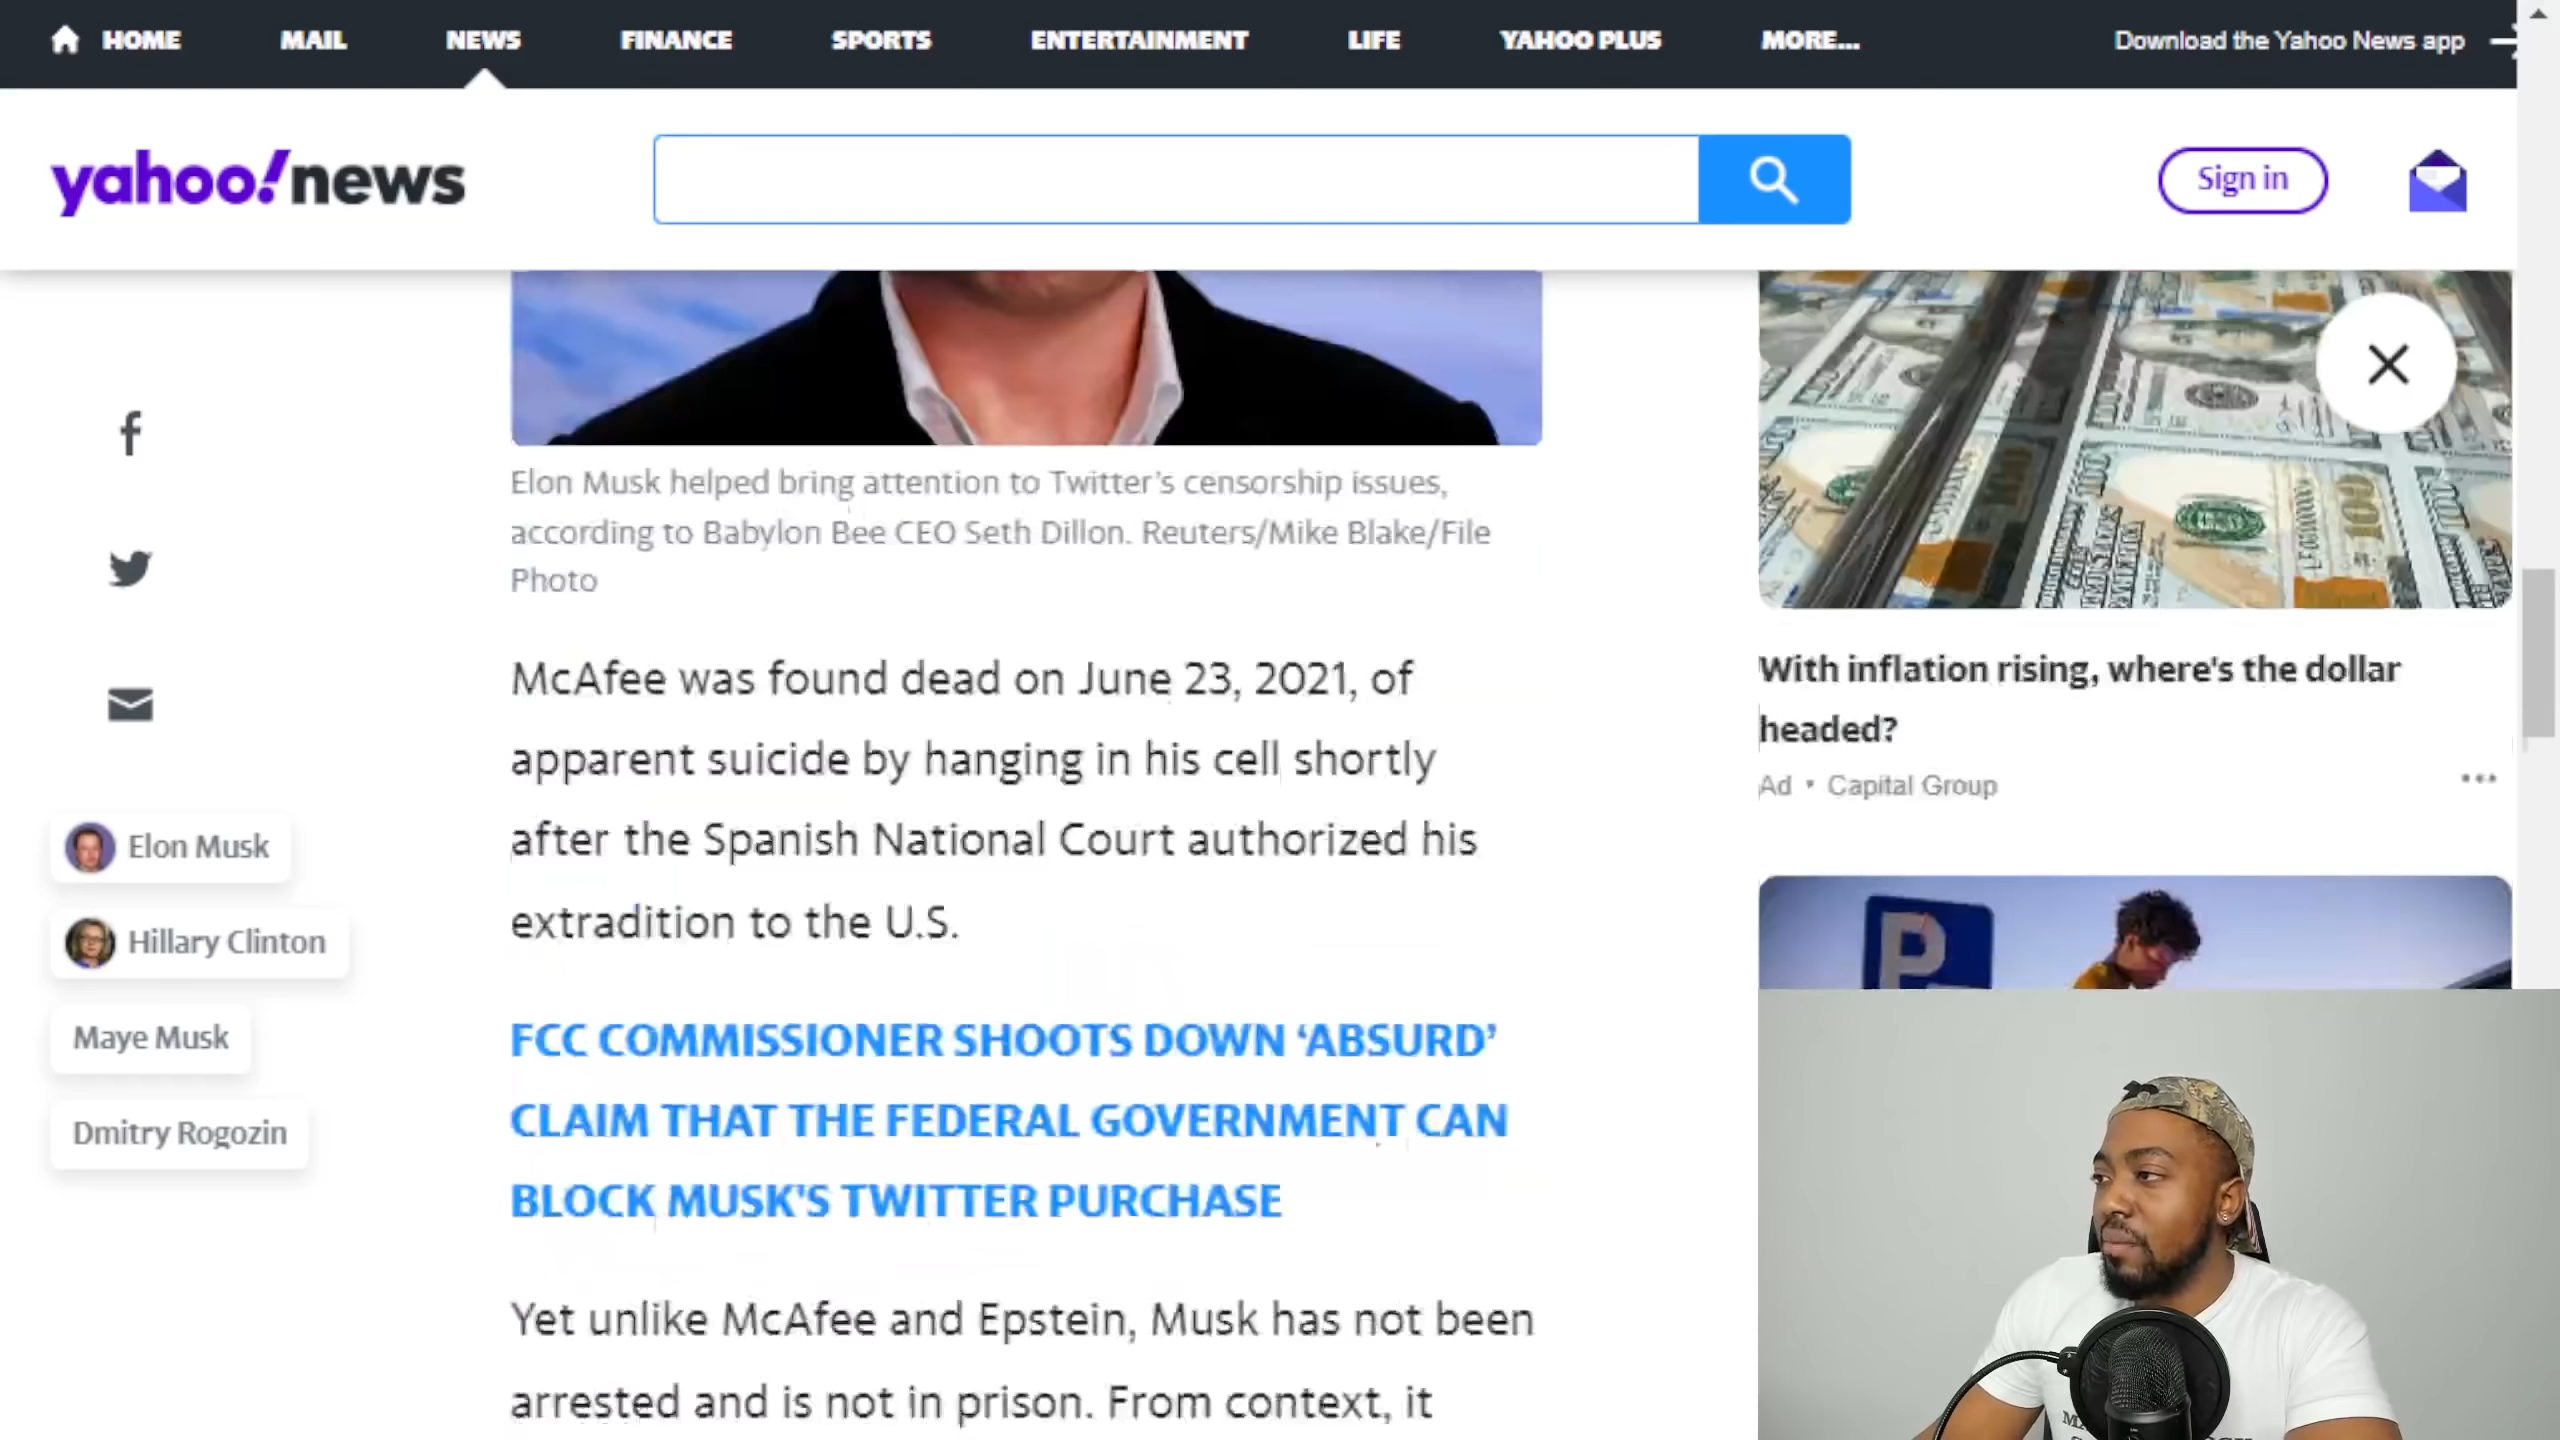 HOME MAIL NEWS FINANCE SPORTS ENTERTAINMENT LIFE YAHOO PLUS MORE... Download the Yahoo News app
yahoo!news
Sign in
Elon Musk helped bring attention to Twitter's censorship issues,
according to Babylon Bee CEO Seth Dillon. Reuters/Mike Blake/File
Photo
McAfee was found dead on June 23, 2021, of
apparent suicide by hanging in his cell shortly
after the Spanish National Court authorized his
extradition to the U.S.
FCC COMMISSIONER SHOOTS DOWN ‘ABSURD’
CLAIM THAT THE FEDERAL GOVERNMENT CAN
BLOCK MUSK'S TWITTER PURCHASE
Yet unlike McAfee and Epstein, Musk has not been
arrested and is not in prison. From context, it
Elon Musk
Hillary Clinton
Maye Musk
Dmitry Rogozin
With inflation rising, where's the dollar
headed?
Ad • Capital Group
P
100